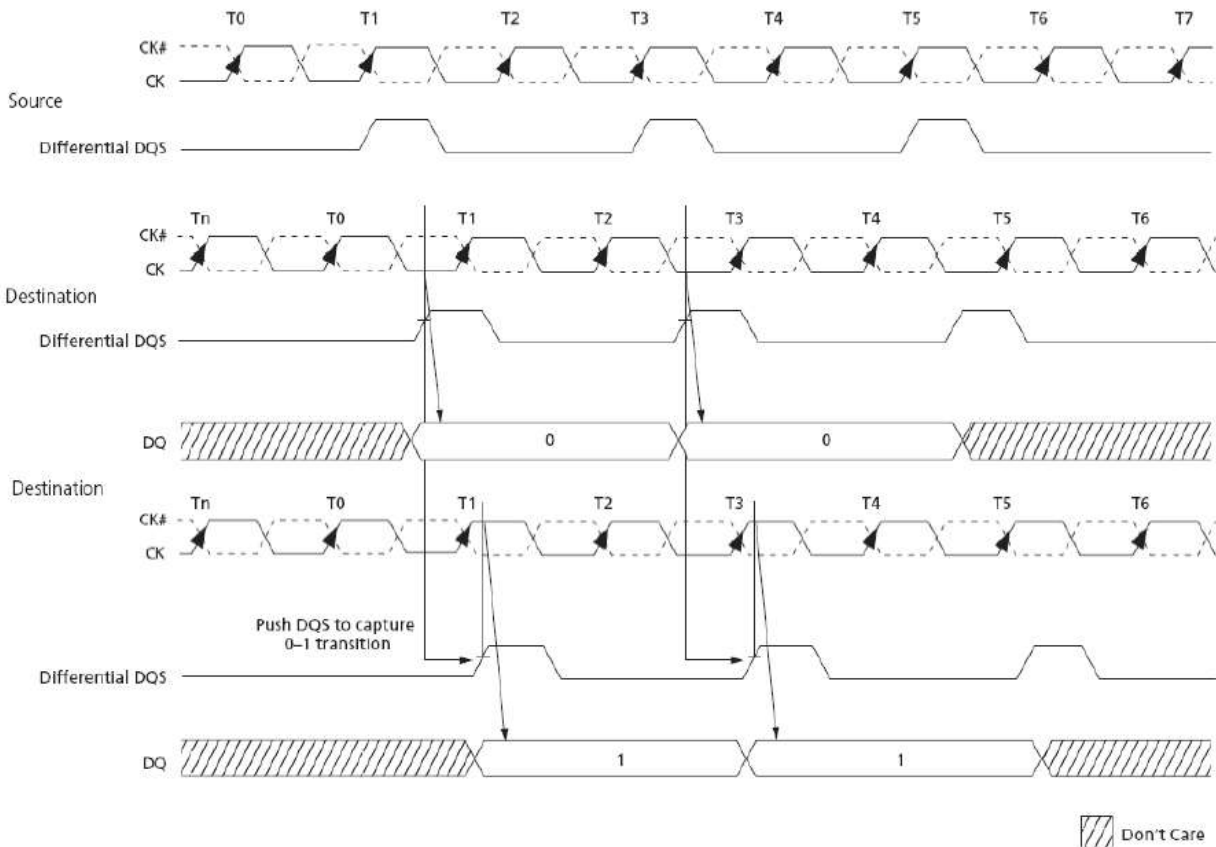 T0 T1 T2 T3 T4 T5 T6 T7
CK#
CK
Source
Differential DQS
Tn T0 T1 T2 T3 T4 T5 T6
CK#
CK
Destination
Differential DQS
DQ 0 0
Destination
Tn T0 T1 T2 T3 T4 T5 T6
CK#
CK
Push DQS to capture
0–1 transition
Differential DQS
DQ 1 1
Don't Care